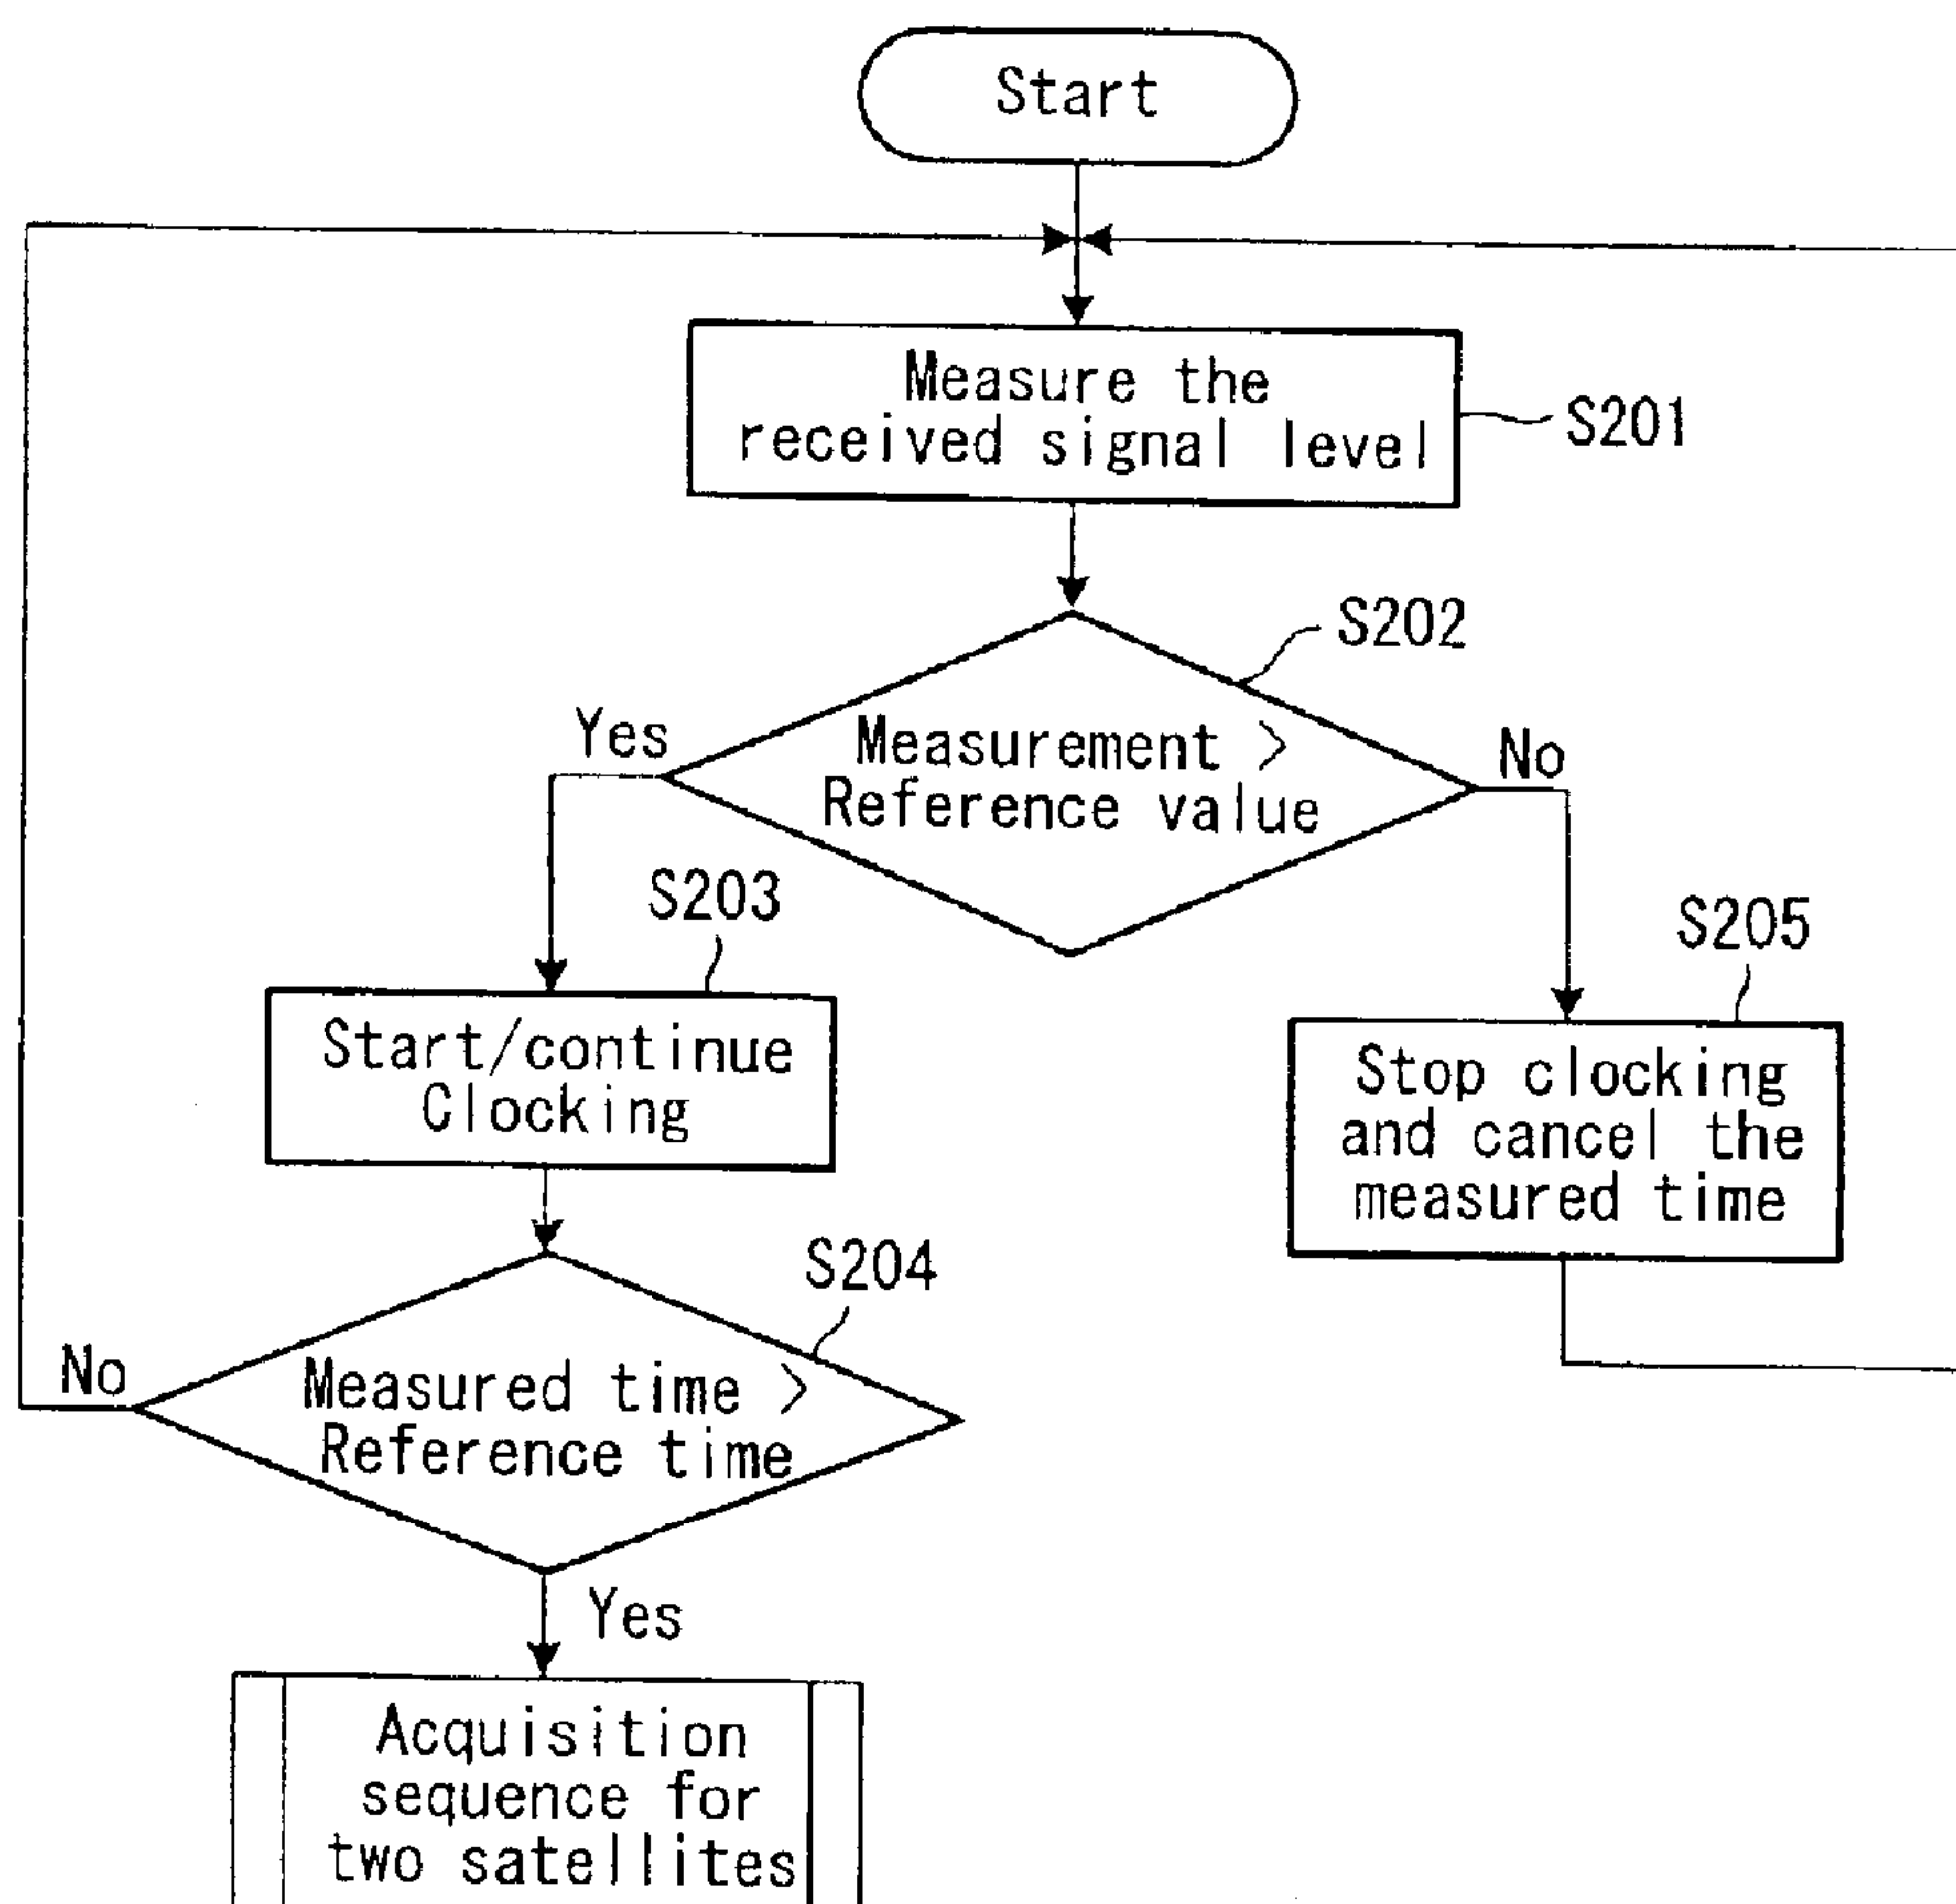 Start
Measure the
received signal level
S201
S202
Yes
Measurement >
Reference value
No
S203
S205
Start/continue
Clocking
Stop clocking
and cancel the
measured time
S204
No
Measured time >
Reference time
Yes
Acquisition
sequence for
two satellites